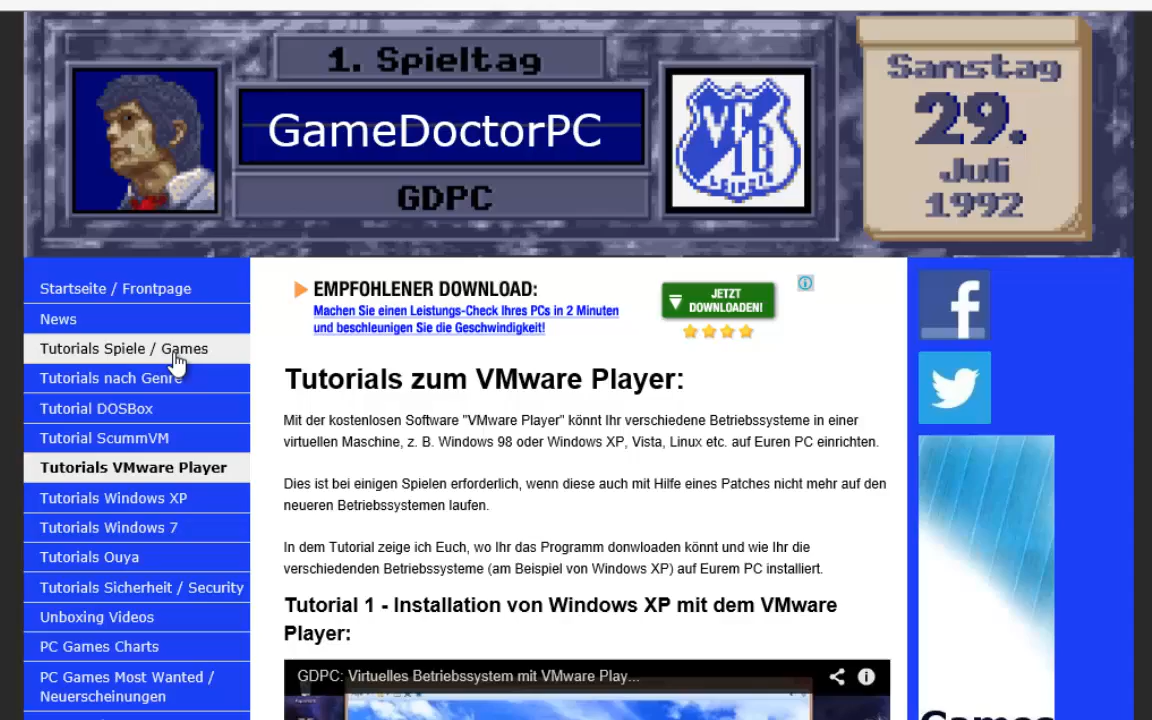 1. Spieltag
GameDoctorPC
GDPC
VFB
LEIPZIG
Samstag
29.
Juli
1992
Startseite / Frontpage
News
Tutorials Spiele / Games
Tutorials nach Genre
Tutorial DOSBox
Tutorial ScummVM
Tutorials VMware Player
Tutorials Windows XP
Tutorials Windows 7
Tutorials Ouya
Tutorials Sicherheit / Security
Unboxing Videos
PC Games Charts
PC Games Most Wanted /
Neuerscheinungen
EMPFOHLENER DOWNLOAD:
Machen Sie einen Leistungs-Check Ihres PCs in 2 Minuten
und beschleunigen Sie die Geschwindigkeit!
JETZT
DOWNLOADEN!
Tutorials zum VMware Player:
Mit der kostenlosen Software "VMware Player" könnt Ihr verschiedene Betriebssysteme in einer
virtuellen Maschine, z. B. Windows 98 oder Windows XP, Vista, Linux etc. auf Euren PC einrichten.
Dies ist bei einigen Spielen erforderlich, wenn diese auch mit Hilfe eines Patches nicht mehr auf den
neueren Betriebssystemen laufen.
In dem Tutorial zeige ich Euch, wo Ihr das Programm donwloaden könnt und wie Ihr die
verschiedenden Betriebssysteme (am Beispiel von Windows XP) auf Eurem PC installiert.
Tutorial 1 - Installation von Windows XP mit dem VMware
Player:
GDPC: Virtuelles Betriebssystem mit VMware Play...
Games